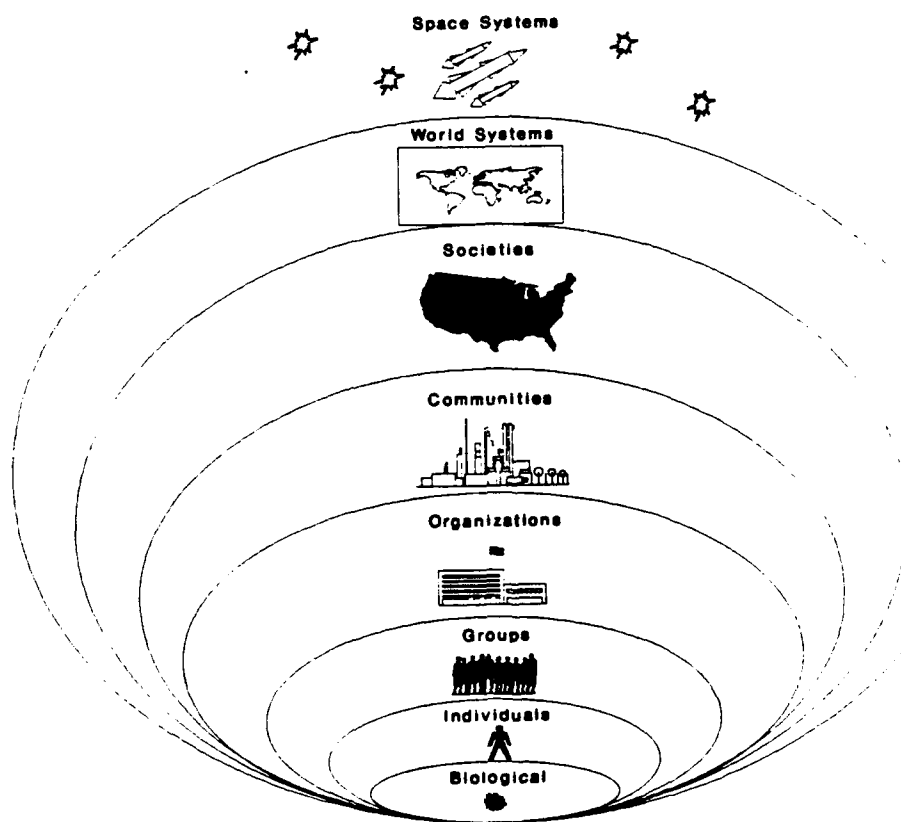 Space Systems
World Systems
Societies
Communities
Organizations
Groups
Individuals
Biological